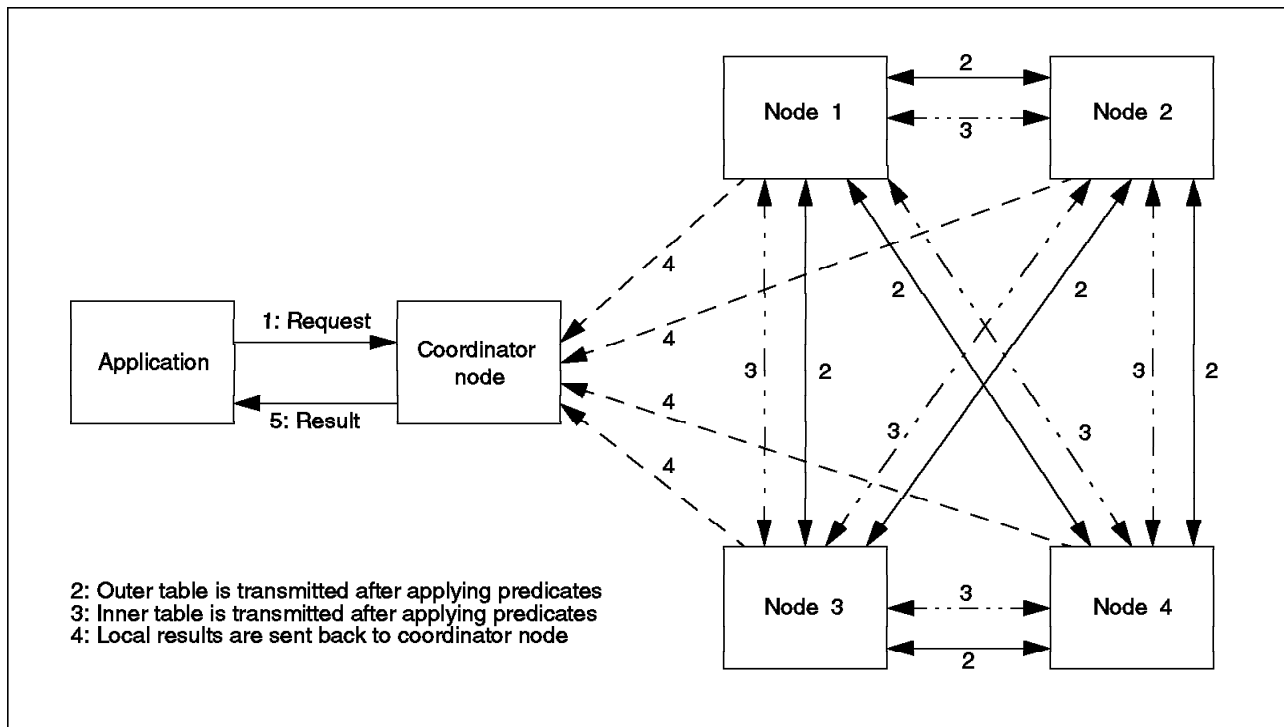 2
Node 1
Node 2
3
4
2
2
1: Request
4
Application
Coordinator
node
3
2
3
2
5: Result
4
3
3
4
2: Outer table is transmitted after applying predicates
3: Inner table is transmitted after applying predicates
4: Local results are sent back to coordinator node
3
Node 3
Node 4
2